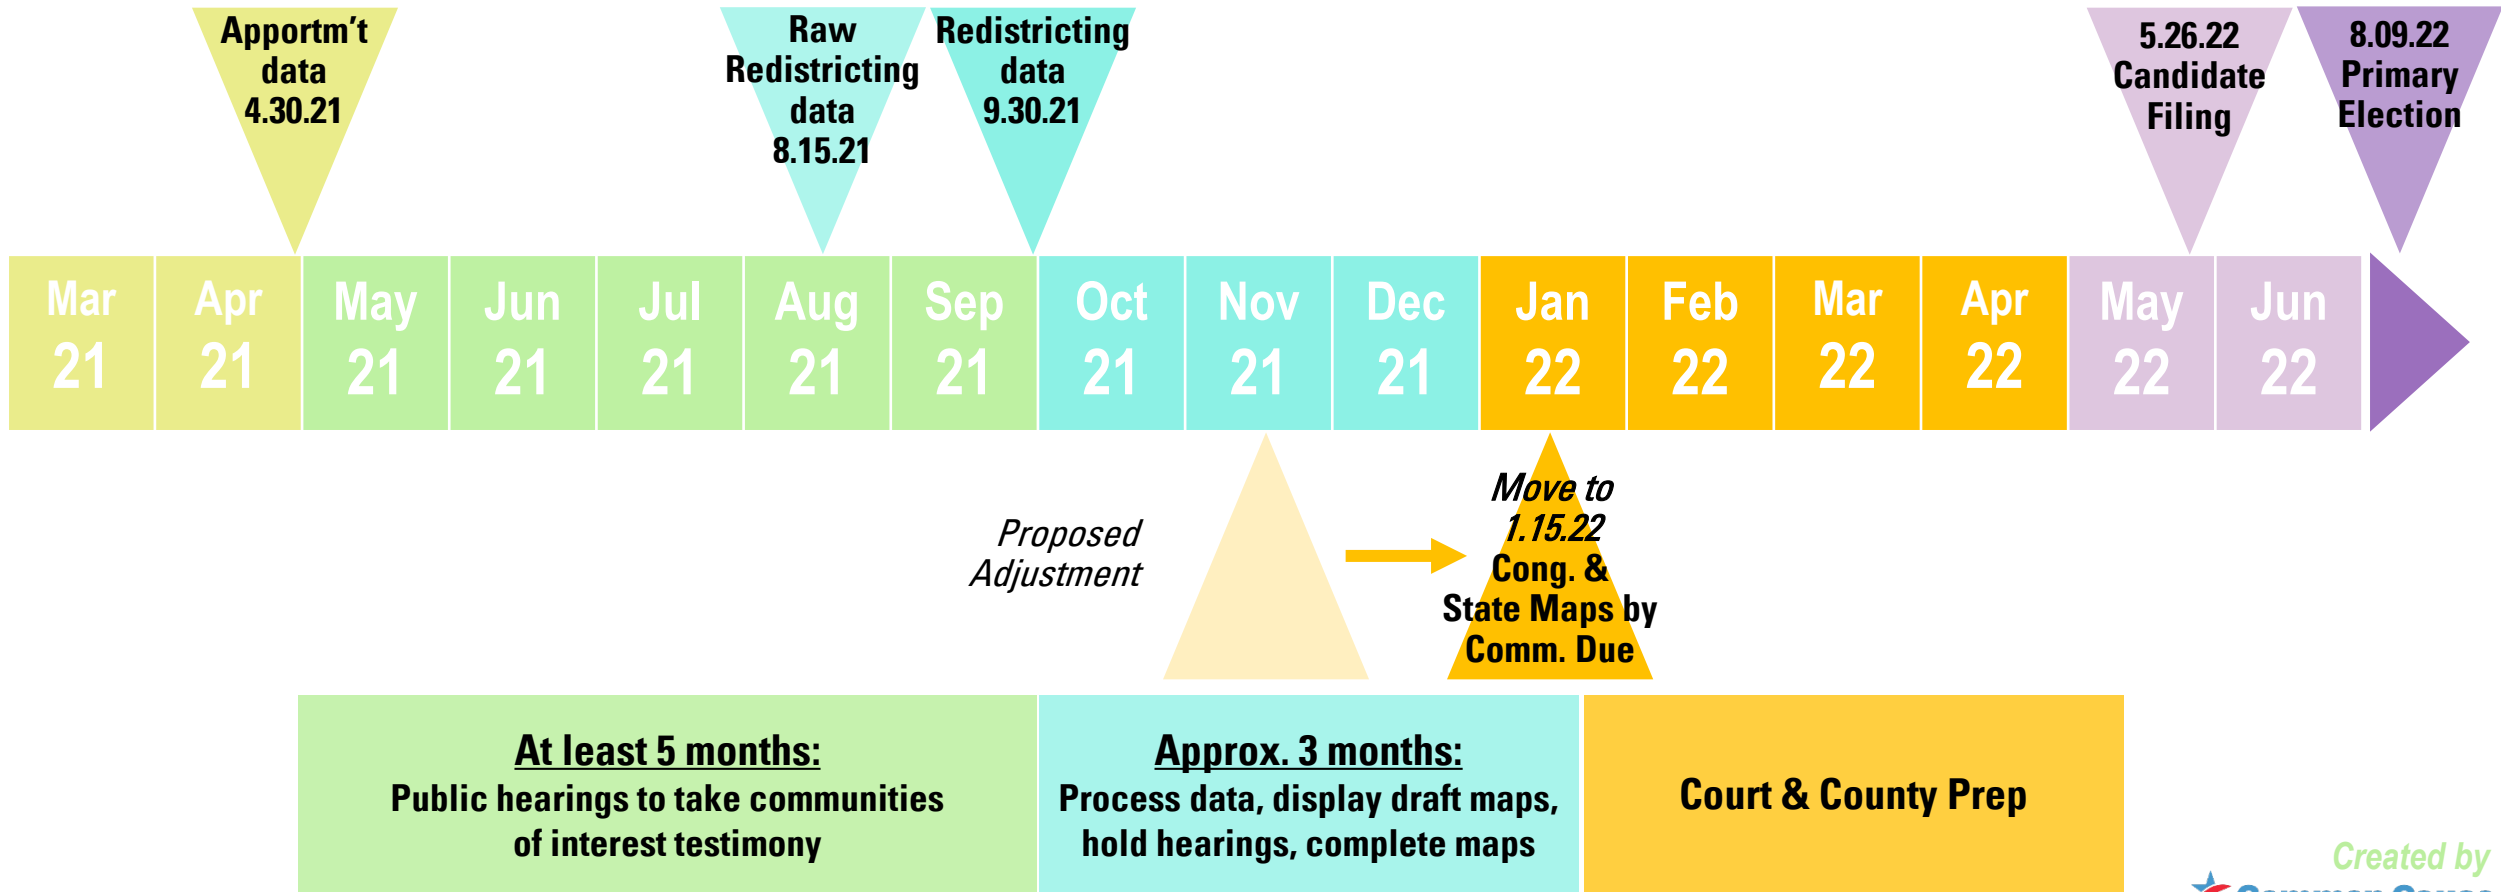 Apportm't
data
4.30.21
Raw
Redistricting
data
8.15.21
Redistricting
data
9.30.21
5.26.22
Candidate
Filing
8.09.22
Primary
Election
Mar
21
Apr
21
May
21
Jun
21
Jul
21
Aug
21
Sep
21
Oct
21
Nov
21
Dec
21
Jan
22
Feb
22
Mar
22
Apr
22
May
22
Jun
22
Proposed
Adjustment
Move to
1.15.22
Cong. &
State Maps by
Comm. Due
At least 5 months:
Public hearings to take communities
of interest testimony
Approx. 3 months:
Process data, display draft maps,
hold hearings, complete maps
Court & County Prep
Created by
Common Cause